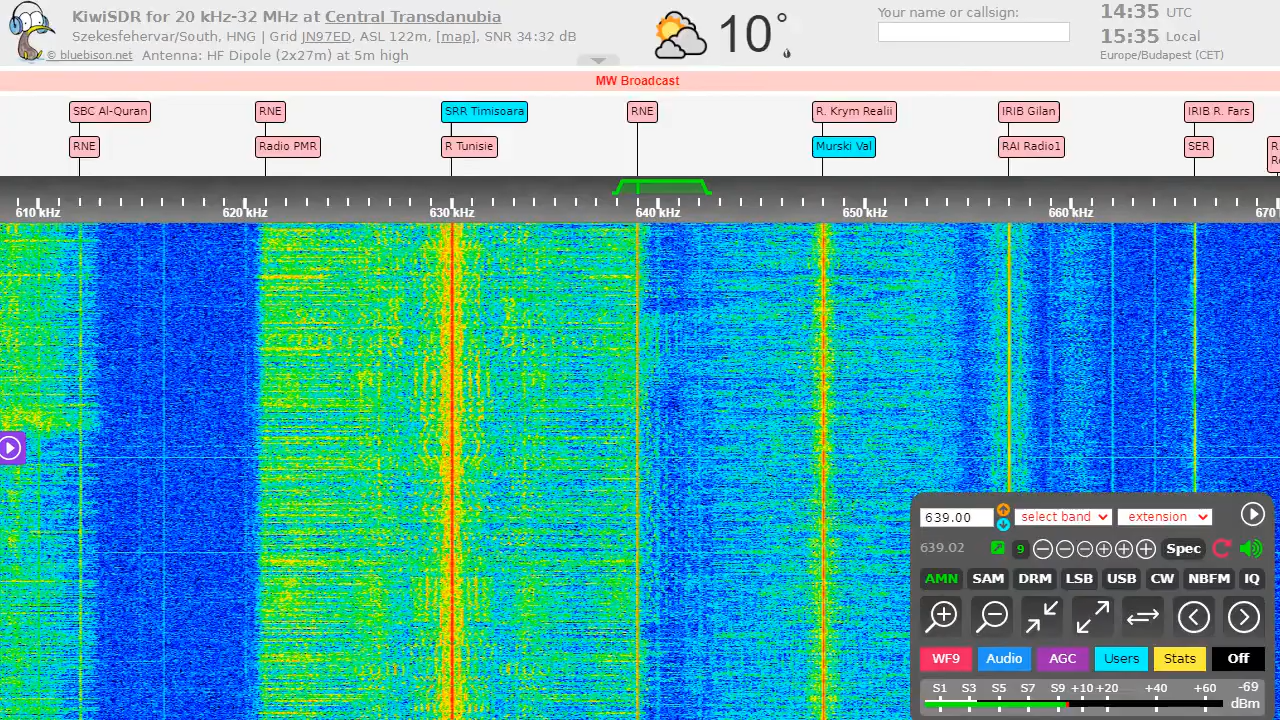 KiwiSDR for 20 kHz-32 MHz at Central Transdanubia
Szekesfehervar/South, HNG | Grid JN97ED, ASL 122m, [map], SNR 34:32 dB
© bluebison.net Antenna: HF Dipole (2x27m) at 5m high
10°
Your name or callsign:
14:35 UTC
15:35 Local
Europe/Budapest (CET)
MW Broadcast
SBC Al-Quran RNE SRR Timisoara RNE R. Krym Realii IRIB Gilan IRIB R. Fars
RNE Radio PMR R Tunisie Murski Val RAI Radio1 SER
610 kHz 620 kHz 630 kHz 640 kHz 650 kHz 660 kHz 670
639.00 select band extension
639.02 9 Spec
AMN SAM DRM LSB USB CW NBFM IQ
WF9 Audio AGC Users Stats Off
S1 S3 S5 S7 S9 +10 +20 +40 +60 -69
dBm